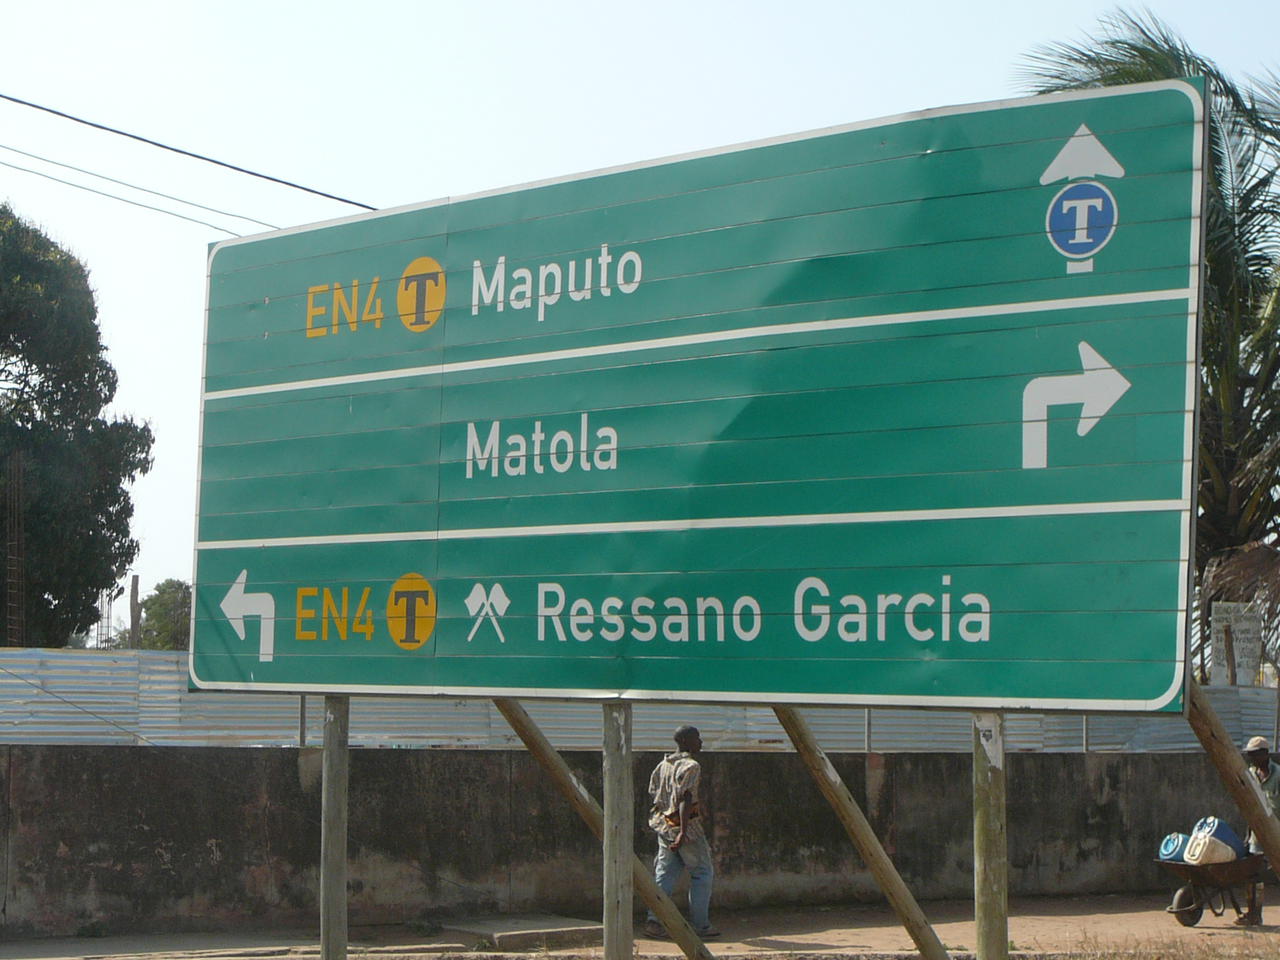 EN4 T Maputo
T
Matola
EN4 T Ressano Garcia